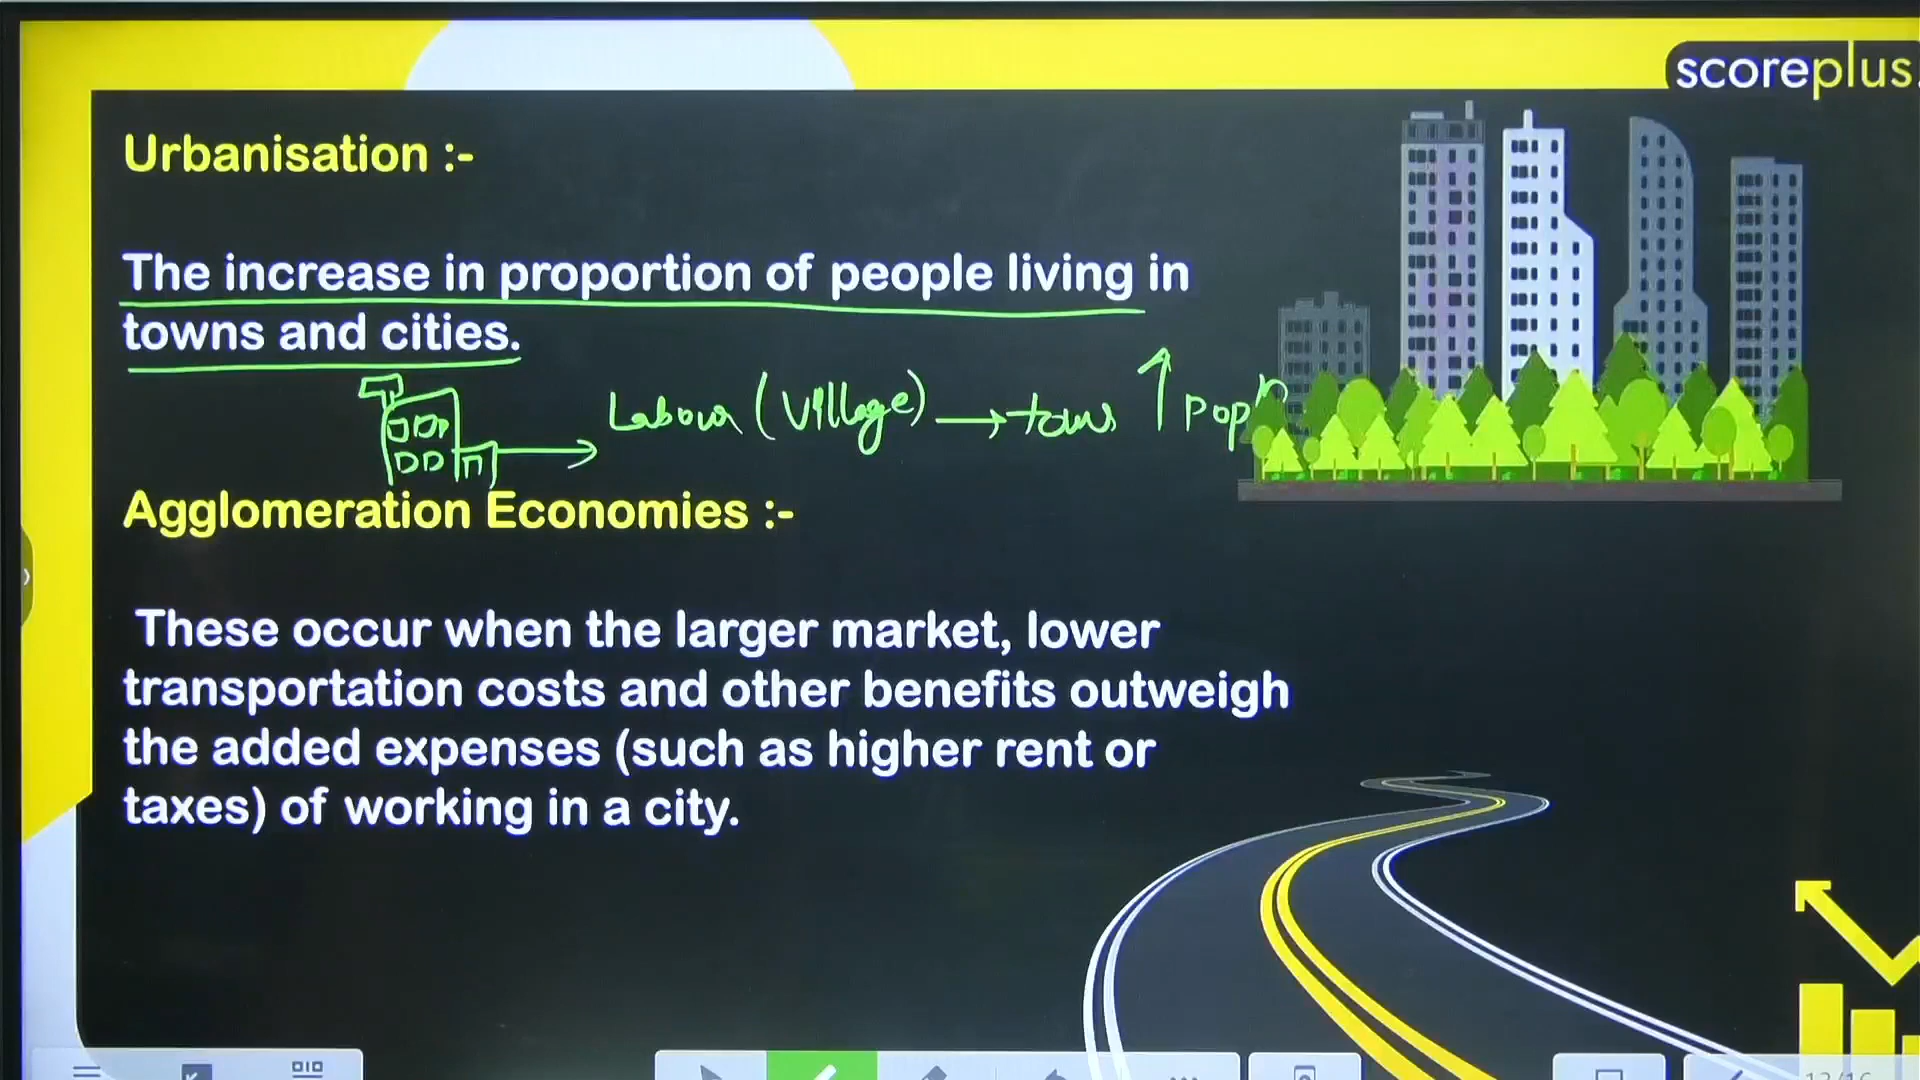 scoreplus.
Urbanisation :-
The increase in proportion of people living in
towns and cities.
Labour (Village) → town ↑ Popn
Agglomeration Economies :-
These occur when the larger market, lower
transportation costs and other benefits outweigh
the added expenses (such as higher rent or
taxes) of working in a city.